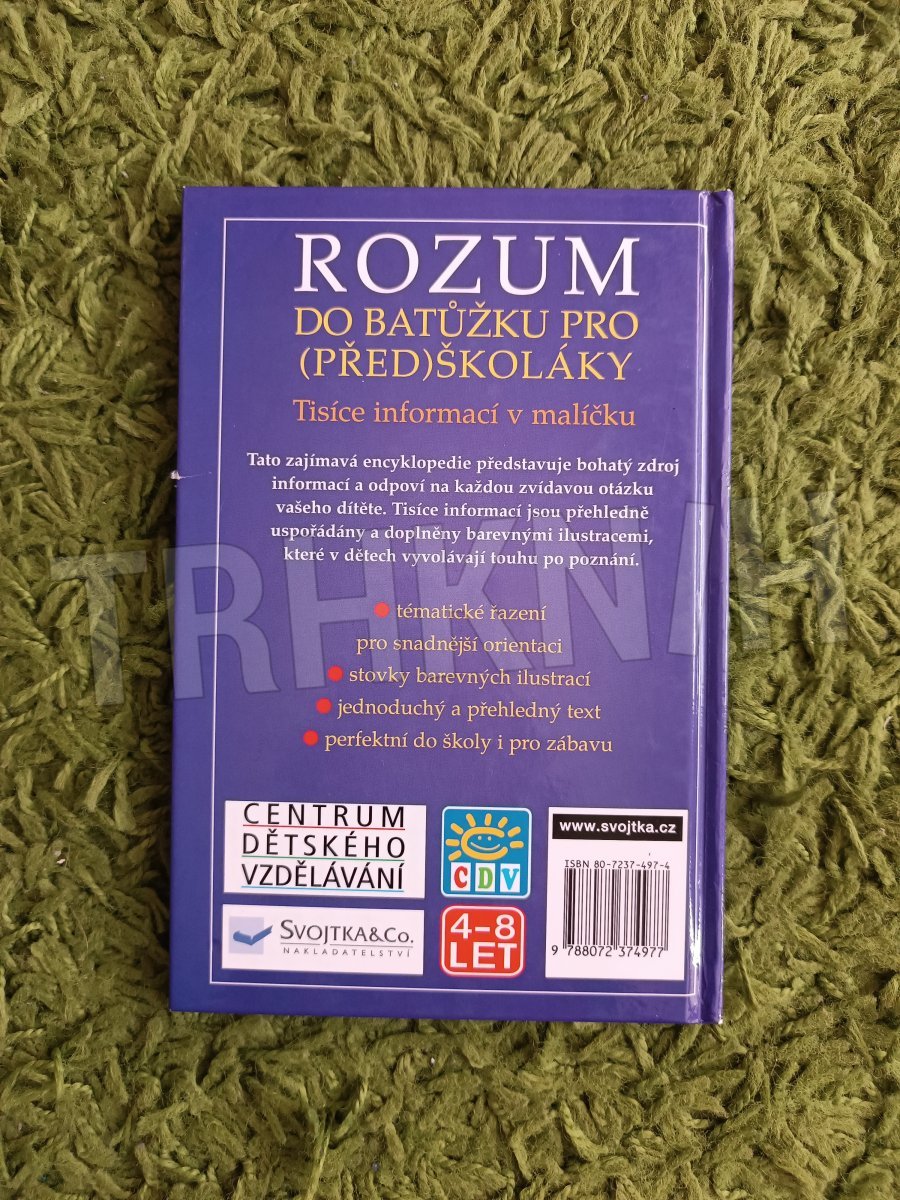 ROZUM
DO BATŮŽKU PRO
(PŘED)ŠKOLÁKY
Tisíce informací v malíčku
Tato zajímavá encyklopedie představuje bohatý zdroj
informací a odpoví na každou zvídavou otázku
vašeho dítěte. Tisíce informací jsou přehledně
uspořádány a doplněny barevnými ilustracemi,
které v dětech vyvolávají touhu po poznání.
tématické řazení
pro snadnější orientaci
stovky barevných ilustrací
jednoduchý a přehledný text
perfektní do školy i pro zábavu
TRHKNIH
CENTRUM
DĚTSKÉHO
VZDĚLÁVÁNÍ
CDV
www.svojtka.cz
ISBN 80-7237-497-4
9 788072 374977
SVOJTKA&CO.
NAKLADATELSTVÍ
4-8
LET